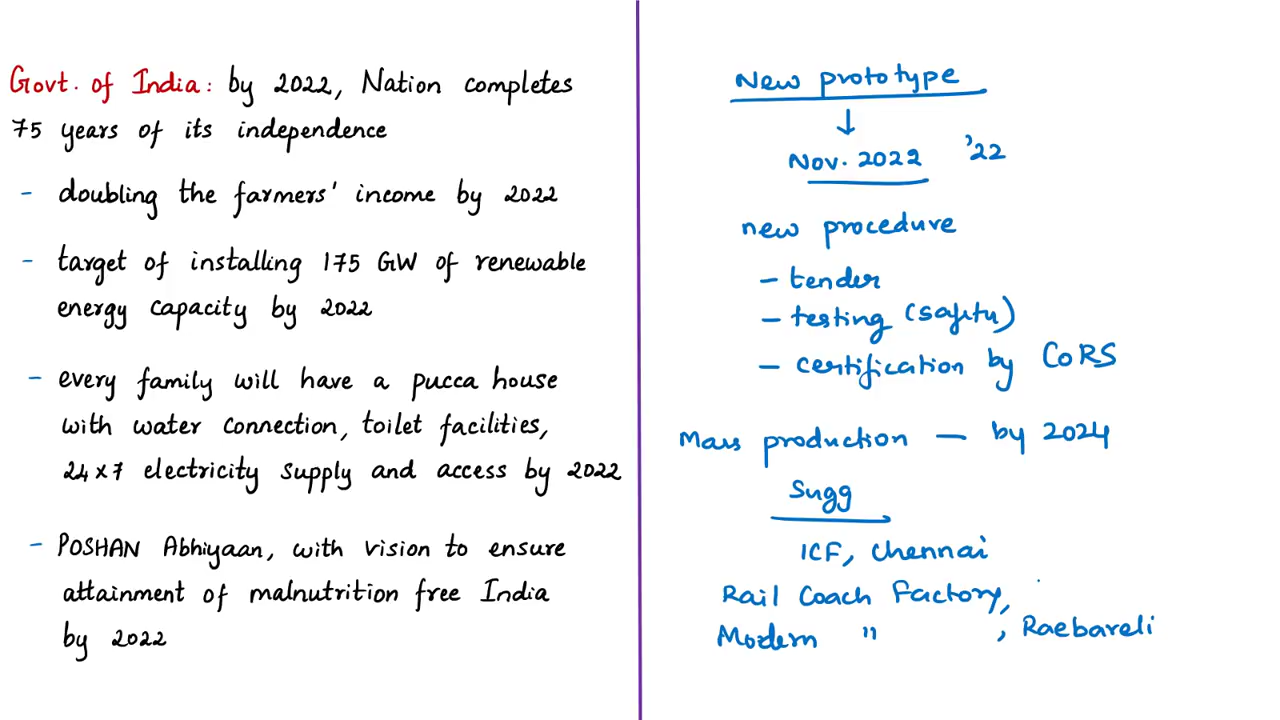 Govt. of India: by 2022, Nation completes
75 years of its independence
- doubling the farmers' income by 2022
- target of installing 175 GW of renewable
energy capacity by 2022
- every family will have a pucca house
with water connection, toilet facilities,
24x7 electricity supply and access by 2022
- POSHAN Abhiyaan, with vision to ensure
attainment of malnutrition free India
by 2022
New prototype
↓
Nov. 2022 '22
new procedure
- tender
- testing (safety)
- certification by CORS
Mass production - by 2024
Sugg
ICF, Chennai
Rail Coach Factory,
Modern " , Raebareli